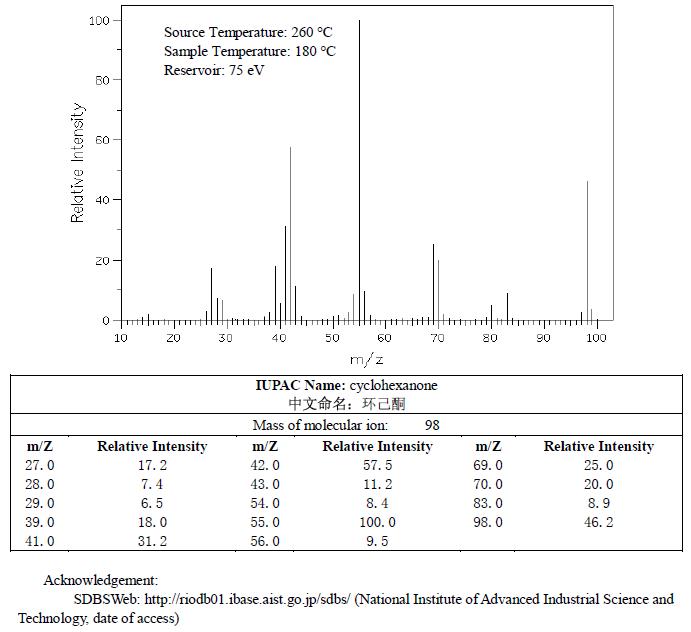 100
Source Temperature: 260 °C
Sample Temperature: 180 °C
Reservoir: 75 eV
80
60
40
20
0
Relative Intensity
10 20 30 40 50 60 70 80 90 100
m/z
IUPAC Name: cyclohexanone
中文命名：环己酮
Mass of molecular ion: 98
m/Z Relative Intensity m/Z Relative Intensity m/Z Relative Intensity
27.0 17.2 42.0 57.5 69.0 25.0
28.0 7.4 43.0 11.2 70.0 20.0
29.0 6.5 54.0 8.4 83.0 8.9
39.0 18.0 55.0 100.0 98.0 46.2
41.0 31.2 56.0 9.5
Acknowledgement:
SDBSWeb: http://riodb01.ibase.aist.go.jp/sdbs/ (National Institute of Advanced Industrial Science and
Technology, date of access)